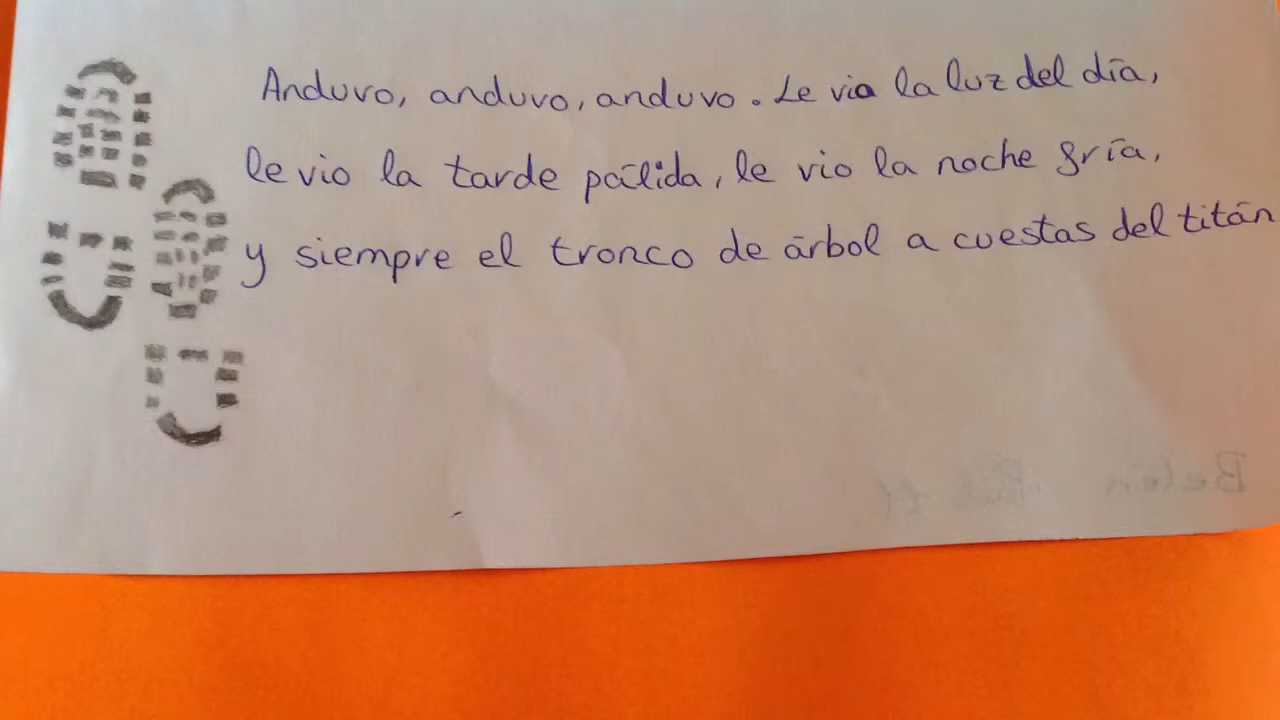 Anduvo, anduvo, anduvo. Le vio la luz del día,
le vio la tarde pálida, le vio la noche fría,
y siempre el tronco de árbol a cuestas del titán